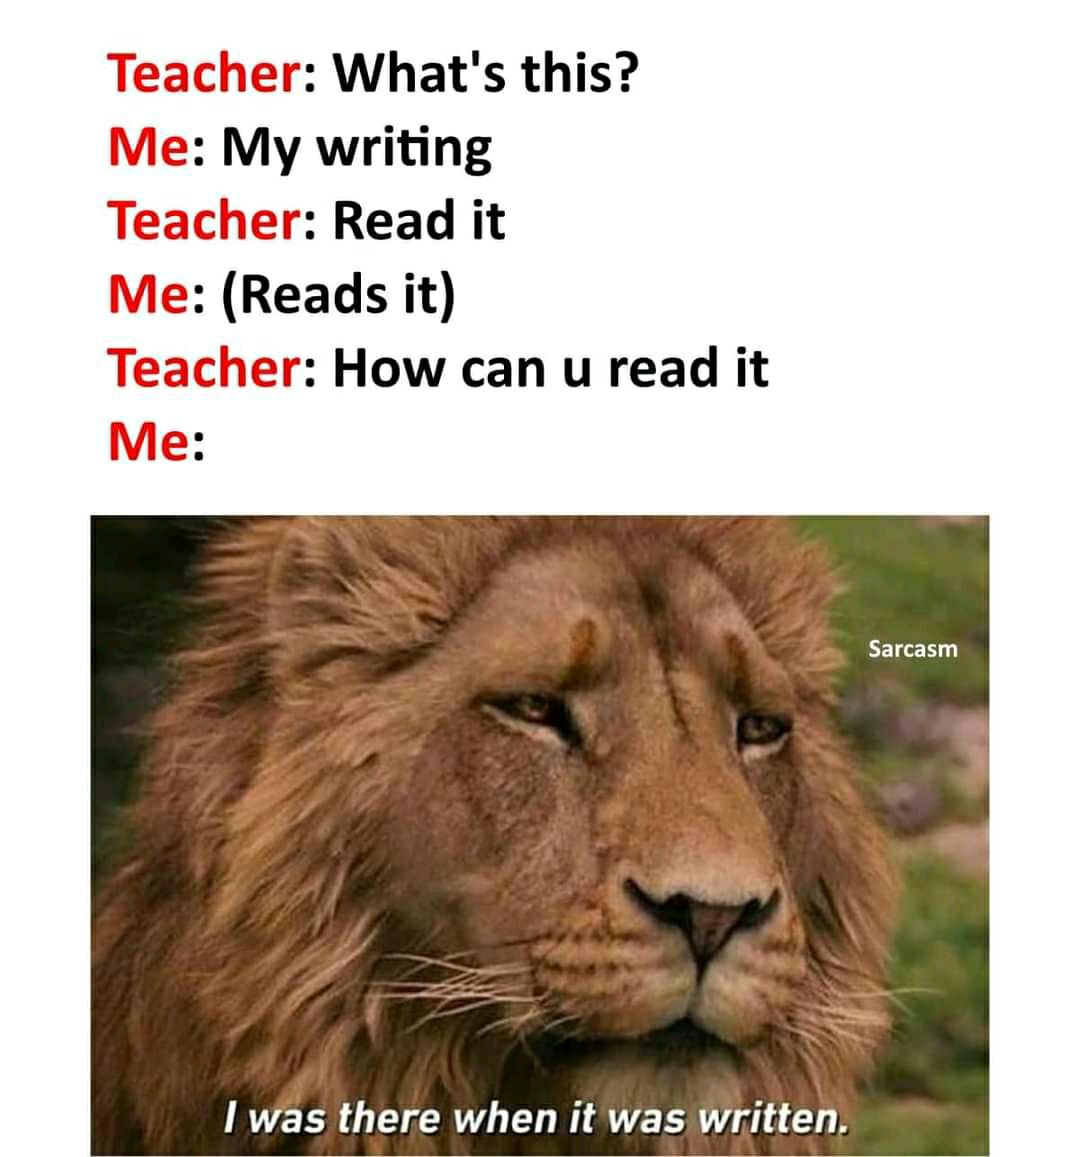 Teacher: What's this?
Me: My writing
Teacher: Read it
Me: (Reads it)
Teacher: How can u read it
Me:
Sarcasm
I was there when it was written.